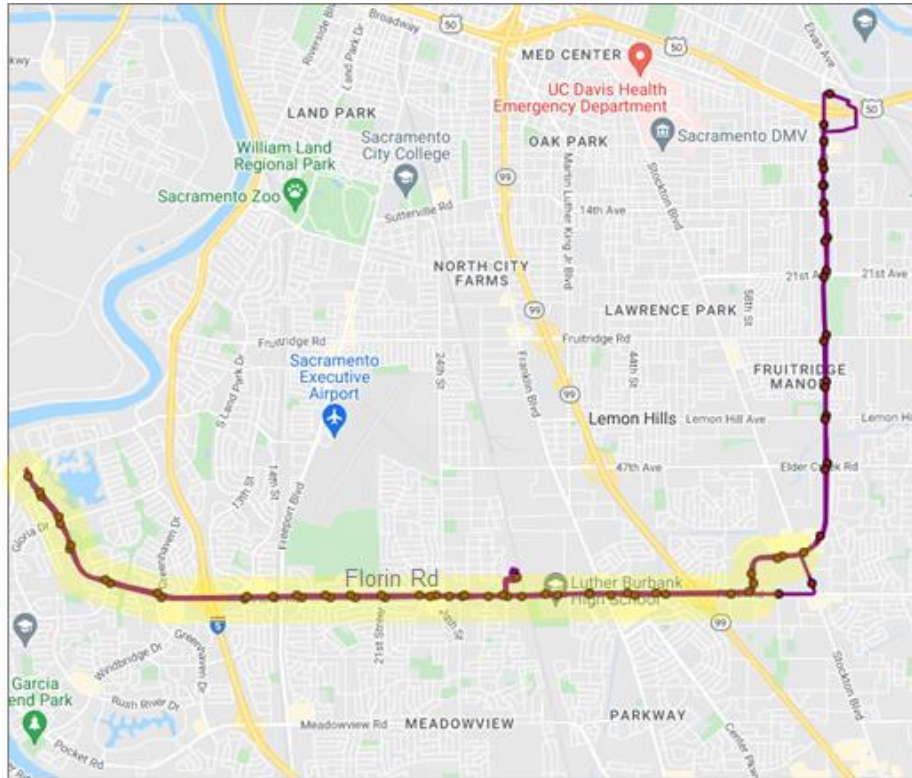 Broadway
50
Riverside Blvd
Land Park Dr
50
MED CENTER
50
Elvas Ave
50
LAND PARK
UC Davis Health
Emergency Department
William Land
Regional Park
Sacramento
City College
OAK PARK
Sacramento DMV
Sacramento Zoo
99
Martin Luther King Jr Blvd
Stockton Blvd
Sutterville Rd
14th Ave
NORTH CITY
FARMS
21st A
21st Ave
99
58th St
LAWRENCE PARK
Fruitridge Rd
Fruitridge Rd
Sacramento
Executive
Airport
S Land Park Dr
24th St
Franklin Blvd
44th St
FRUITRIDGE
MANO
Lemon Hills
Lemon Hill Ave
Lemon Hi
47th Ave
Elder Creek Rd
13th St
14th St
Freeport Blvd
Gloria Dr
Greenhaven Dr
Florin Rd
Luther Burbank
High School
5
21st Street
99
Greenhaven Dr
Windbridge Dr
Stockton Blvd
Garcia
end Park
Rush River Dr
Meadowview Rd
MEADOWVIEW
PARKWAY
Pocket Rd
Center Pkw